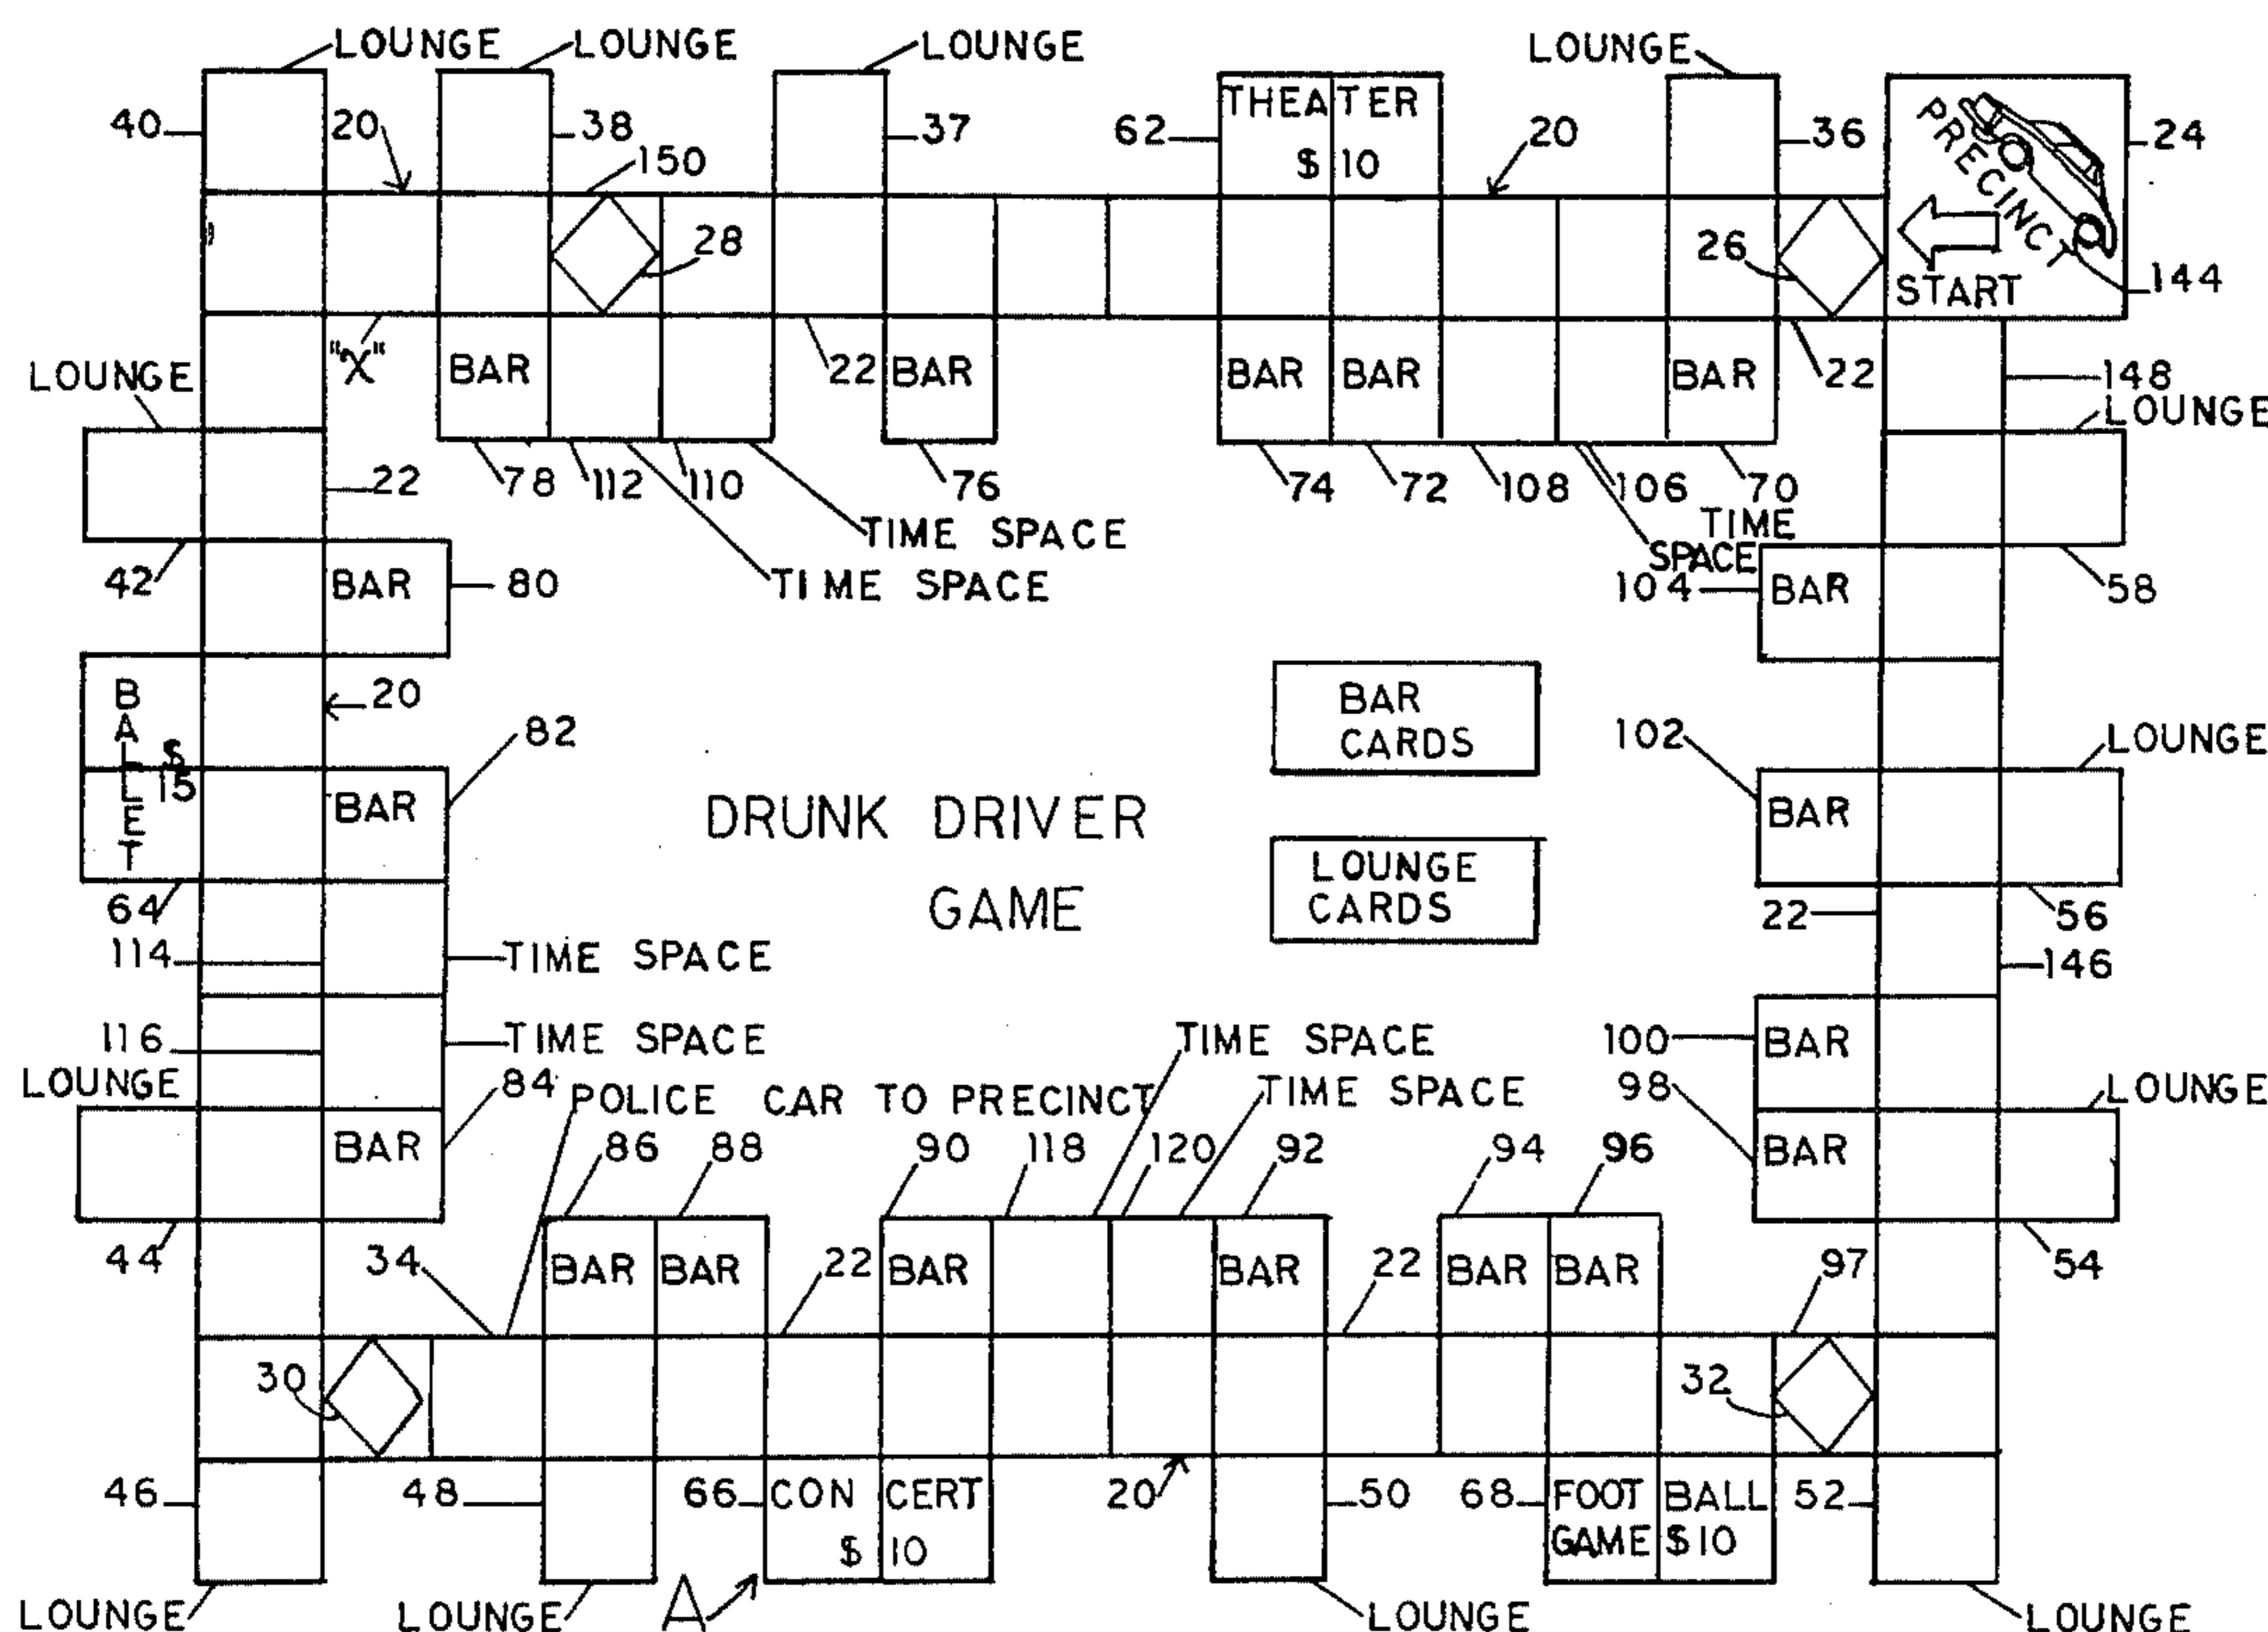 LOUNGE LOUNGE LOUNGE LOUNGE
40 20 38 37 62 THEATER 20 36 PRECINCT 24
150 $ 10
28 26
START 144
"X" 22 22 148
LOUNGE BAR BAR BAR BAR BAR LOUNGE
22 78 112 110 76 74 72 108 106 70
TIME SPACE TIME SPACE
42 BAR 80 TIME SPACE 104 BAR 58
BALLET $ 15 20 82 BAR CARDS 102 LOUNGE
BAR DRUNK DRIVER BAR
64 GAME LOUNGE CARDS 22 56
114 TIME SPACE 146
116 TIME SPACE TIME SPACE 100 BAR
LOUNGE 84 POLICE CAR TO PRECINCT TIME SPACE 98 LOUNGE
BAR 86 88 90 118 120 92 94 96 BAR
44 34 BAR BAR 22 BAR BAR 22 BAR BAR 97 54
30 32
46 48 66 CONCERT 20 50 68 FOOTBALL 52
$ 10 GAME $ 10
LOUNGE LOUNGE A LOUNGE LOUNGE